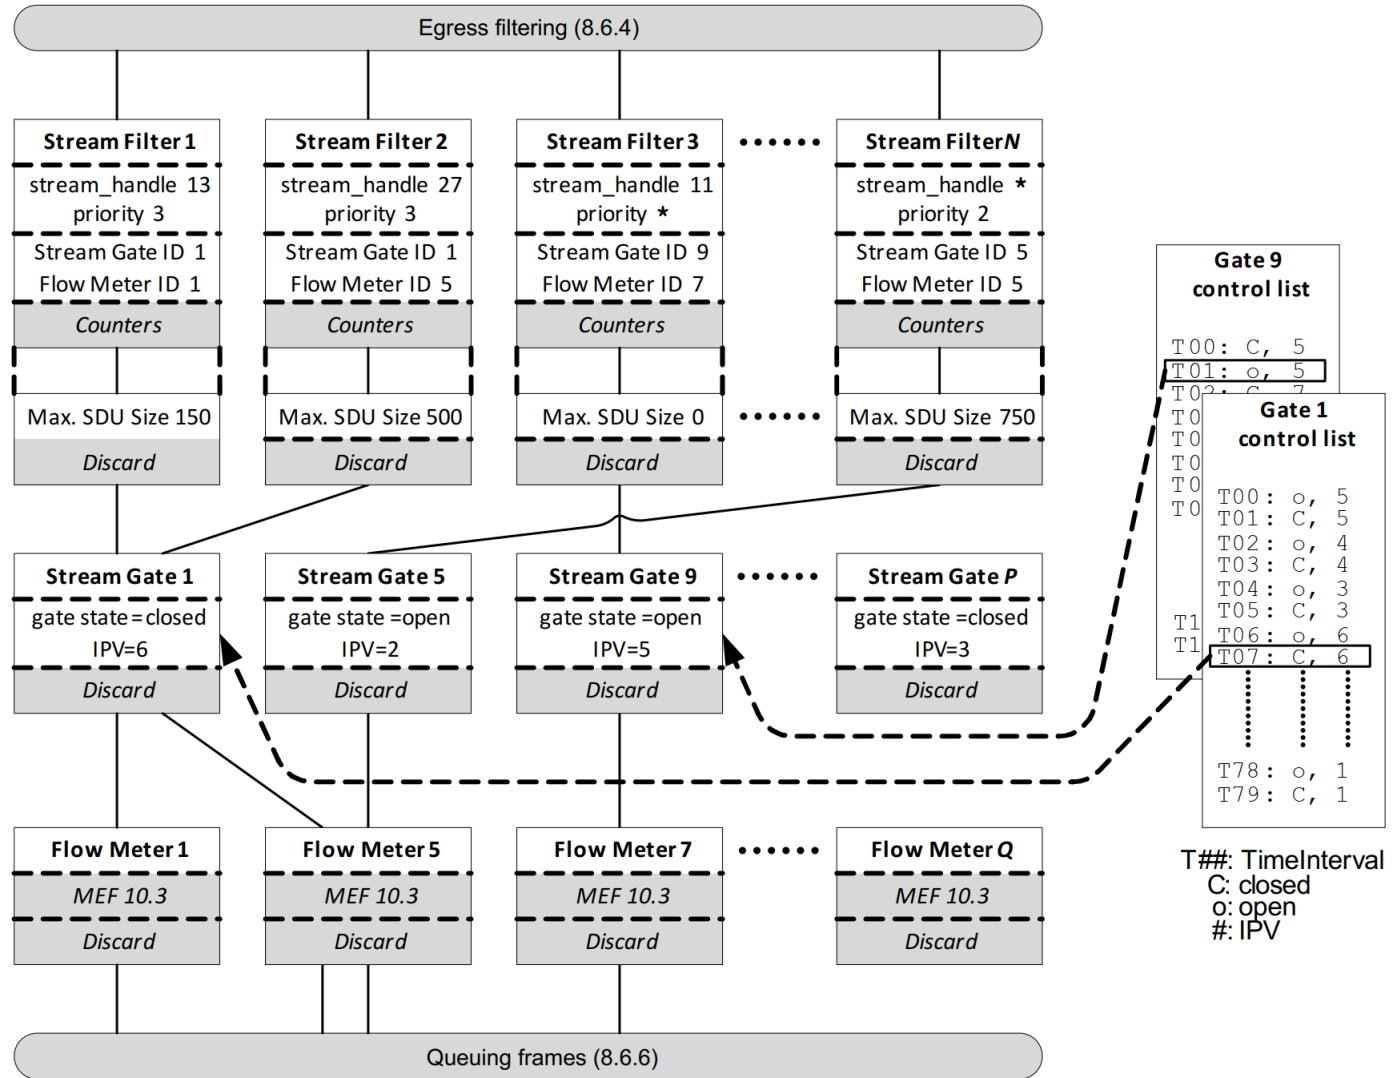 Egress filtering (8.6.4)
Stream Filter 1
stream_handle 13
priority 3
Stream Gate ID 1
Flow Meter ID 1
Counters
Max. SDU Size 150
Discard
Stream Filter 2
stream_handle 27
priority 3
Stream Gate ID 1
Flow Meter ID 5
Counters
Max. SDU Size 500
Discard
Stream Filter 3
stream_handle 11
priority *
Stream Gate ID 9
Flow Meter ID 7
Counters
Max. SDU Size 0
Discard
Stream Filter N
stream_handle *
priority 2
Stream Gate ID 5
Flow Meter ID 5
Counters
Max. SDU Size 750
Discard
Stream Gate 1
gate state =closed
IPV=6
Discard
Stream Gate 5
gate state =open
IPV=2
Discard
Stream Gate 9
gate state =open
IPV=5
Discard
Stream Gate P
gate state =closed
IPV=3
Discard
Flow Meter 1
MEF 10.3
Discard
Flow Meter 5
MEF 10.3
Discard
Flow Meter 7
MEF 10.3
Discard
Flow Meter Q
MEF 10.3
Discard
Queuing frames (8.6.6)
Gate 9
control list
T00: C, 5
T01: o, 5
T0
T0
T0
T0
T0
T1
T1
Gate 1
control list
T00: o, 5
T01: C, 5
T02: o, 4
T03: C, 4
T04: o, 3
T05: C, 3
T06: o, 6
T07: C, 6
T78: o, 1
T79: C, 1
T##: TimeInterval
C: closed
o: open
#: IPV